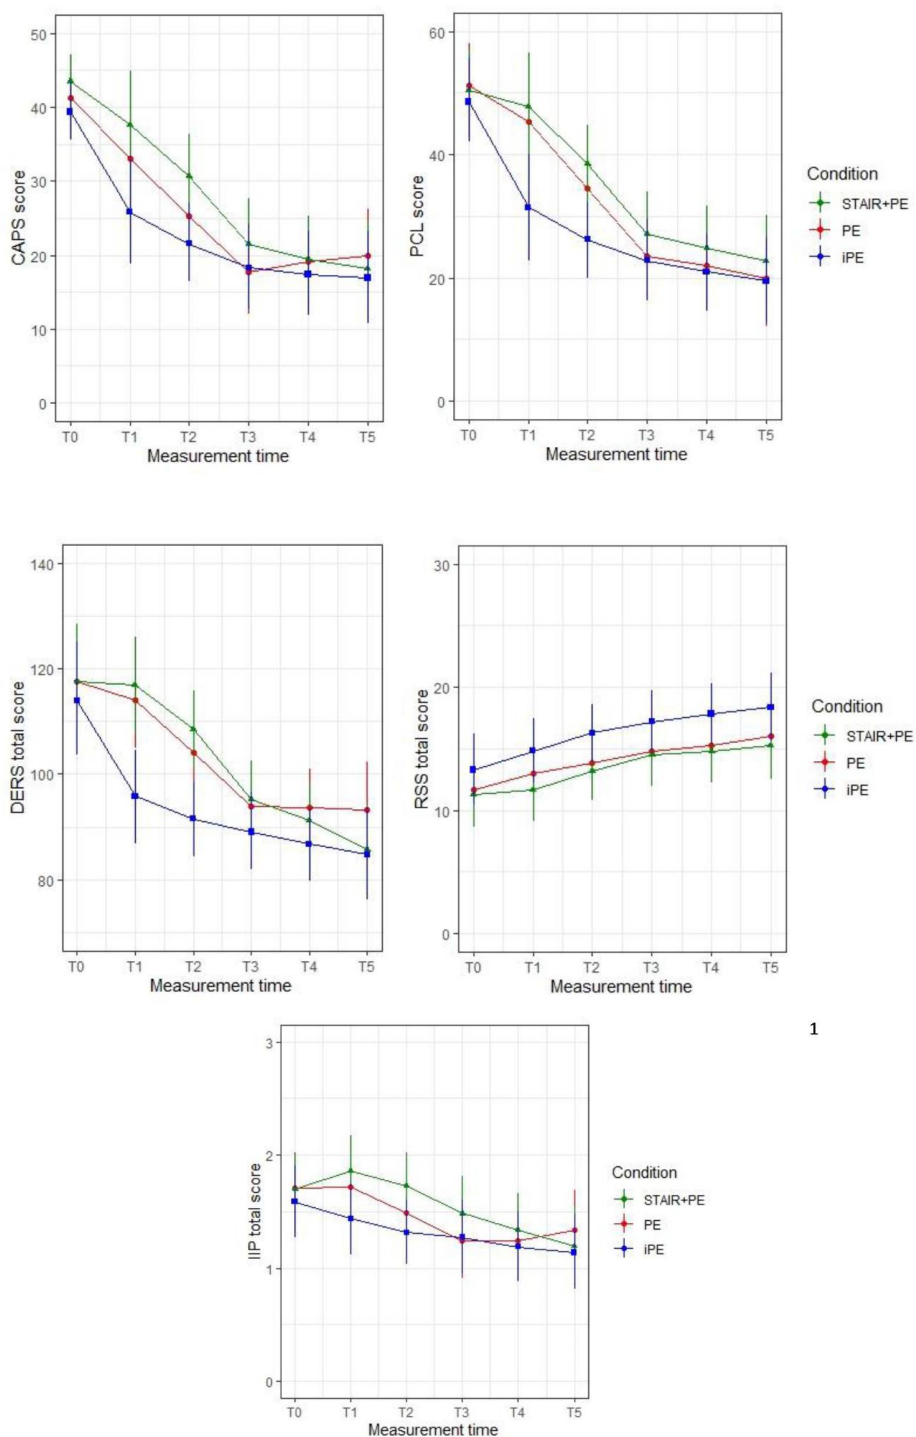 50
40
30
20
10
0
CAPS score
T0 T1 T2 T3 T4 T5
Measurement time
60
40
20
0
PCL score
T0 T1 T2 T3 T4 T5
Measurement time
Condition
STAIR+PE
PE
iPE
140
120
100
80
DERS total score
T0 T1 T2 T3 T4 T5
Measurement time
30
20
10
0
RSS total score
T0 T1 T2 T3 T4 T5
Measurement time
Condition
STAIR+PE
PE
iPE
1
3
2
1
0
IIP total score
T0 T1 T2 T3 T4 T5
Measurement time
Condition
STAIR+PE
PE
iPE